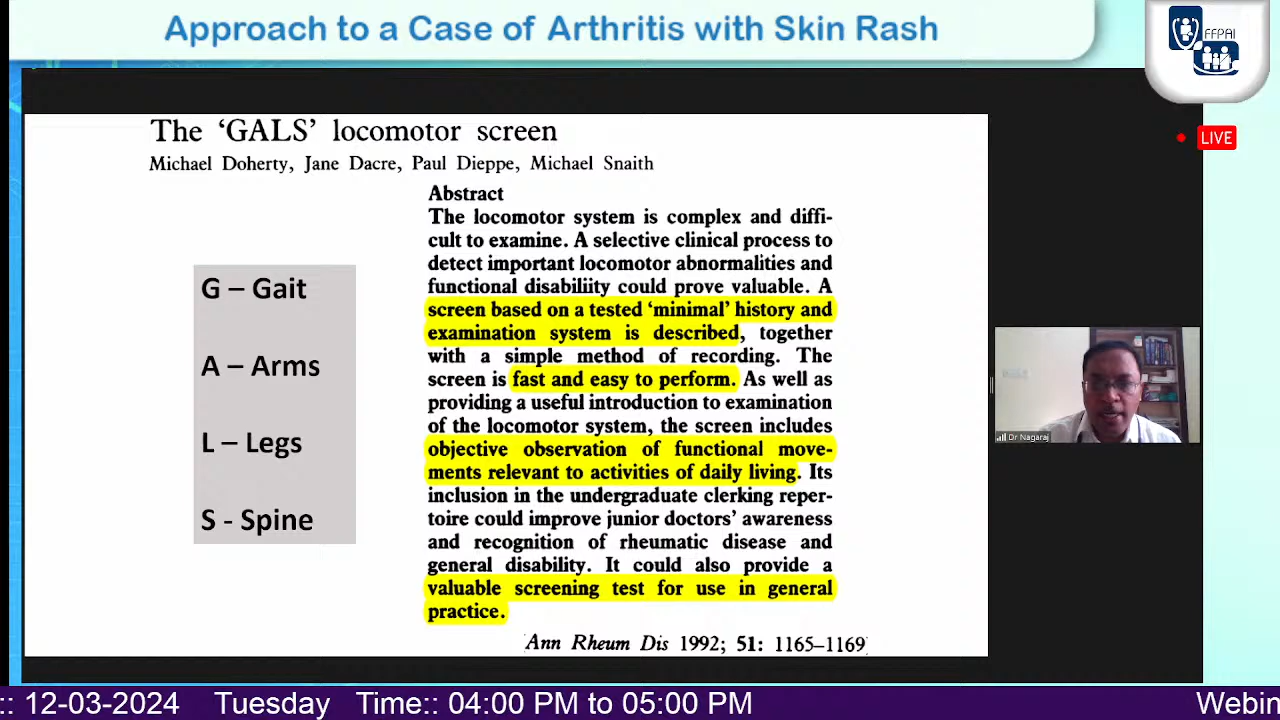 Approach to a Case of Arthritis with Skin Rash
FFPAI
LIVE
The ‘GALS’ locomotor screen
Michael Doherty, Jane Dacre, Paul Dieppe, Michael Snaith
G – Gait
A – Arms
L – Legs
S - Spine
Abstract
The locomotor system is complex and diffi-
cult to examine. A selective clinical process to
detect important locomotor abnormalities and
functional disabiliity could prove valuable. A
screen based on a tested ‘minimal’ history and
examination system is described, together
with a simple method of recording. The
screen is fast and easy to perform. As well as
providing a useful introduction to examination
of the locomotor system, the screen includes
objective observation of functional move-
ments relevant to activities of daily living. Its
inclusion in the undergraduate clerking reper-
toire could improve junior doctors’ awareness
and recognition of rheumatic disease and
general disability. It could also provide a
valuable screening test for use in general
practice.
Ann Rheum Dis 1992; 51: 1165–1169
Dr Nagaraj
:: 12-03-2024 Tuesday Time:: 04:00 PM to 05:00 PM Webin